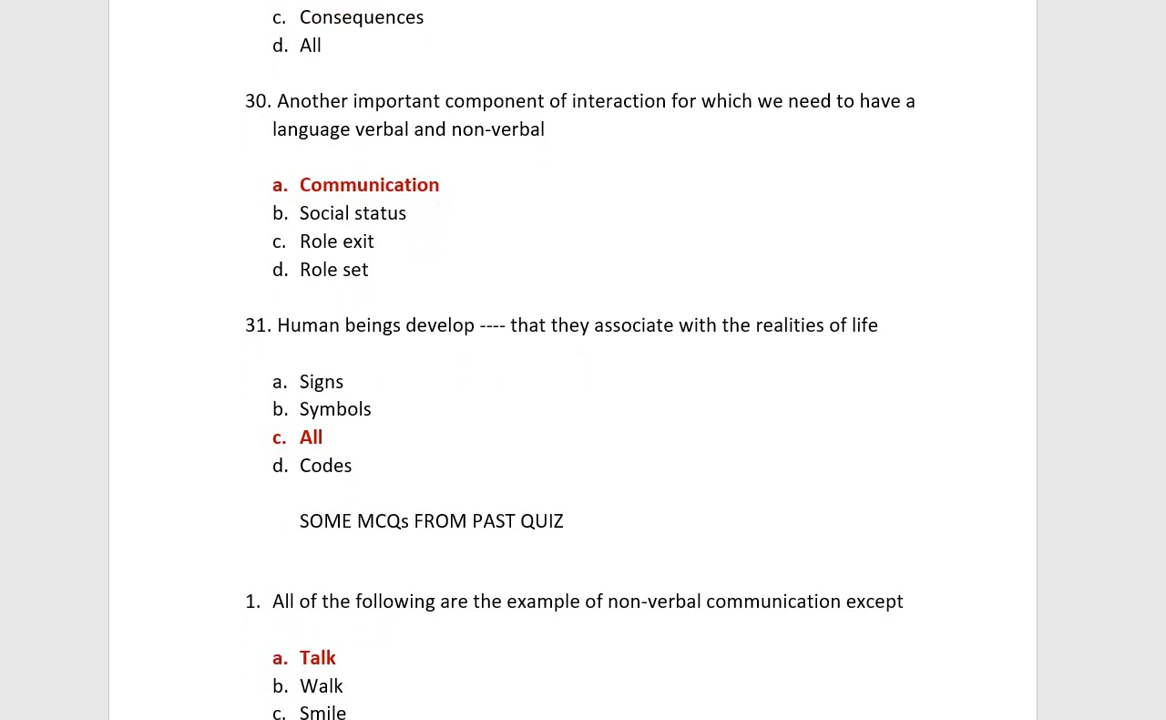 c. Consequences
d. All
30. Another important component of interaction for which we need to have a
language verbal and non-verbal
a. Communication
b. Social status
c. Role exit
d. Role set
31. Human beings develop ---- that they associate with the realities of life
a. Signs
b. Symbols
c. All
d. Codes
SOME MCQs FROM PAST QUIZ
1. All of the following are the example of non-verbal communication except
a. Talk
b. Walk
c. Smile